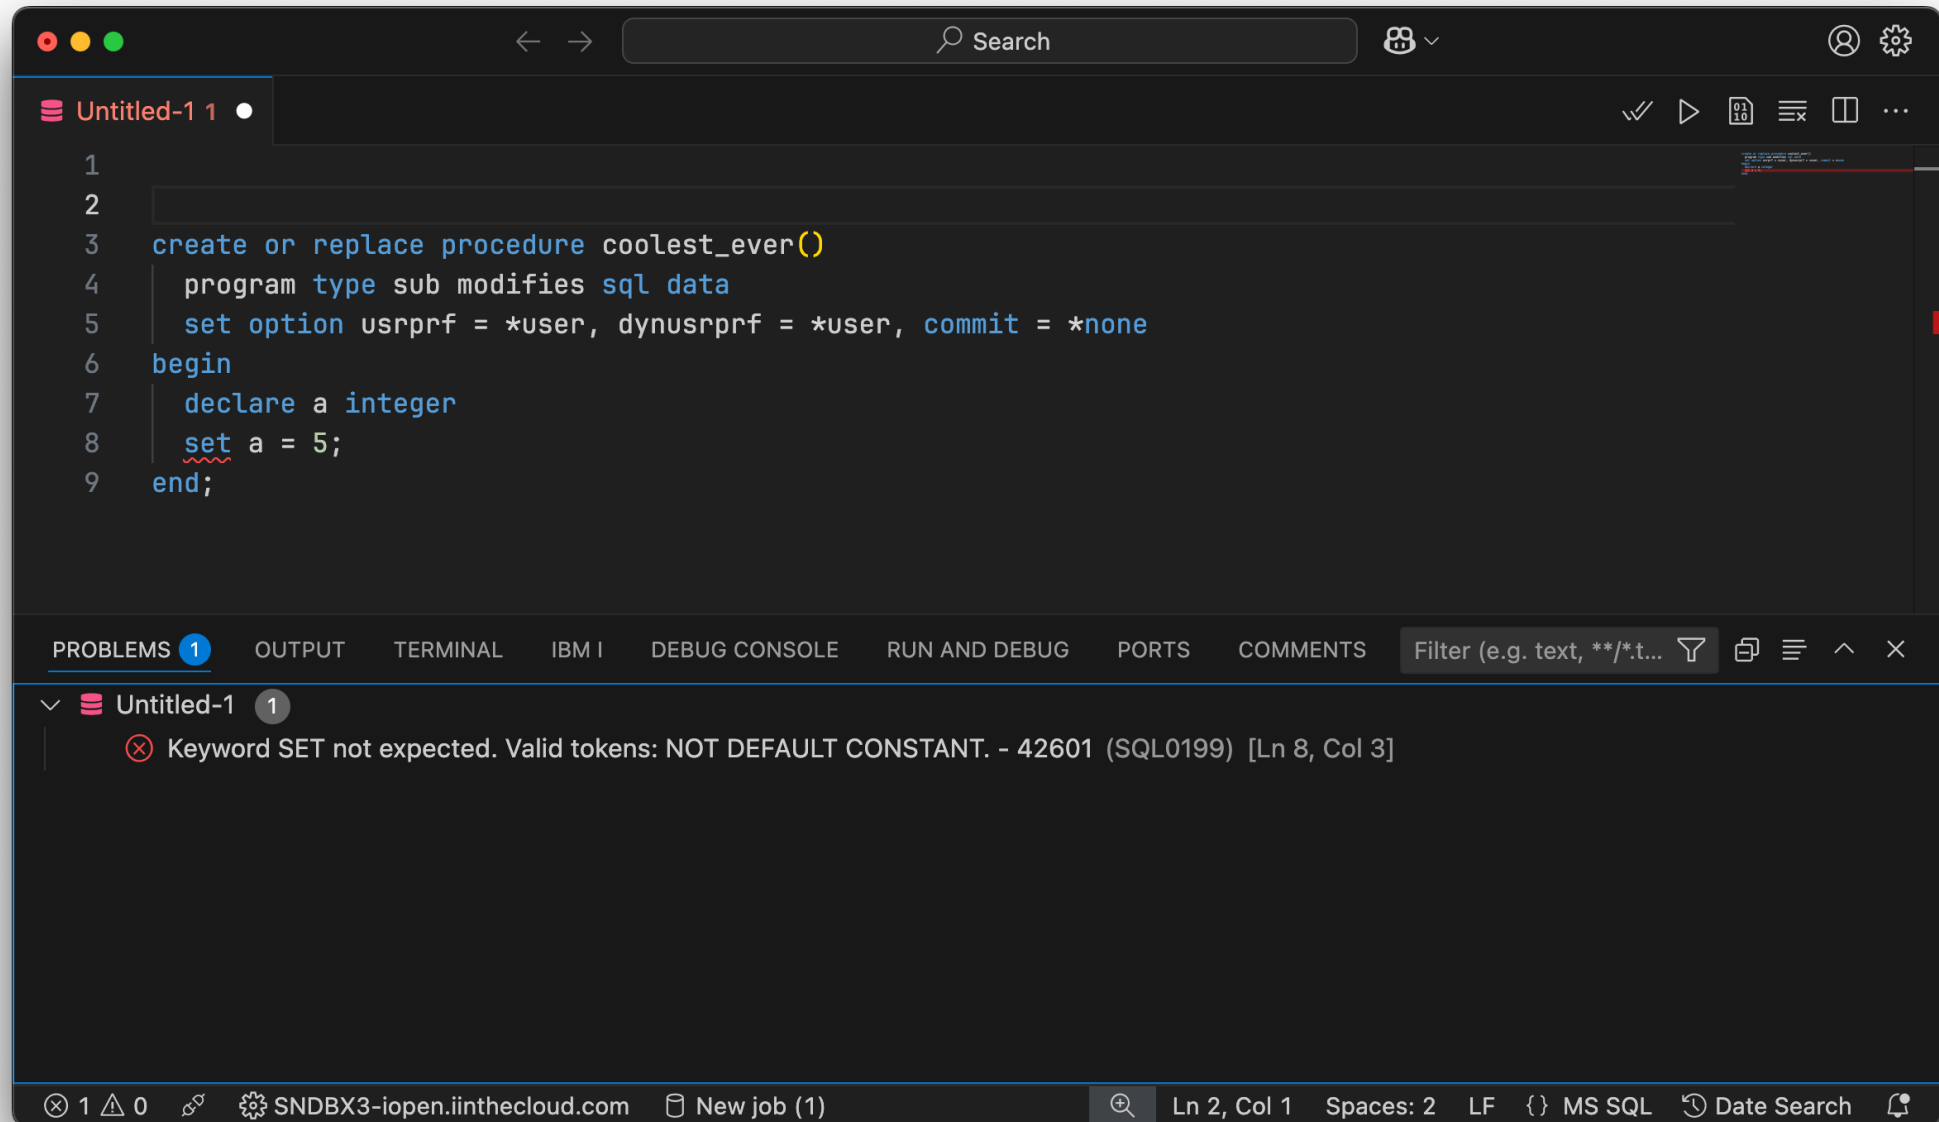 Search
Untitled-1 1
1
2
3 create or replace procedure coolest_ever()
4 program type sub modifies sql data
5 set option usrprf = *user, dynusrprf = *user, commit = *none
6 begin
7 declare a integer
8 set a = 5;
9 end;
PROBLEMS 1 OUTPUT TERMINAL IBM I DEBUG CONSOLE RUN AND DEBUG PORTS COMMENTS Filter (e.g. text, **/*.t...
Untitled-1 1
Keyword SET not expected. Valid tokens: NOT DEFAULT CONSTANT. - 42601 (SQL0199) [Ln 8, Col 3]
1 0 SNDBX3-iopen.iinthecloud.com New job (1) Ln 2, Col 1 Spaces: 2 LF {} MS SQL Date Search